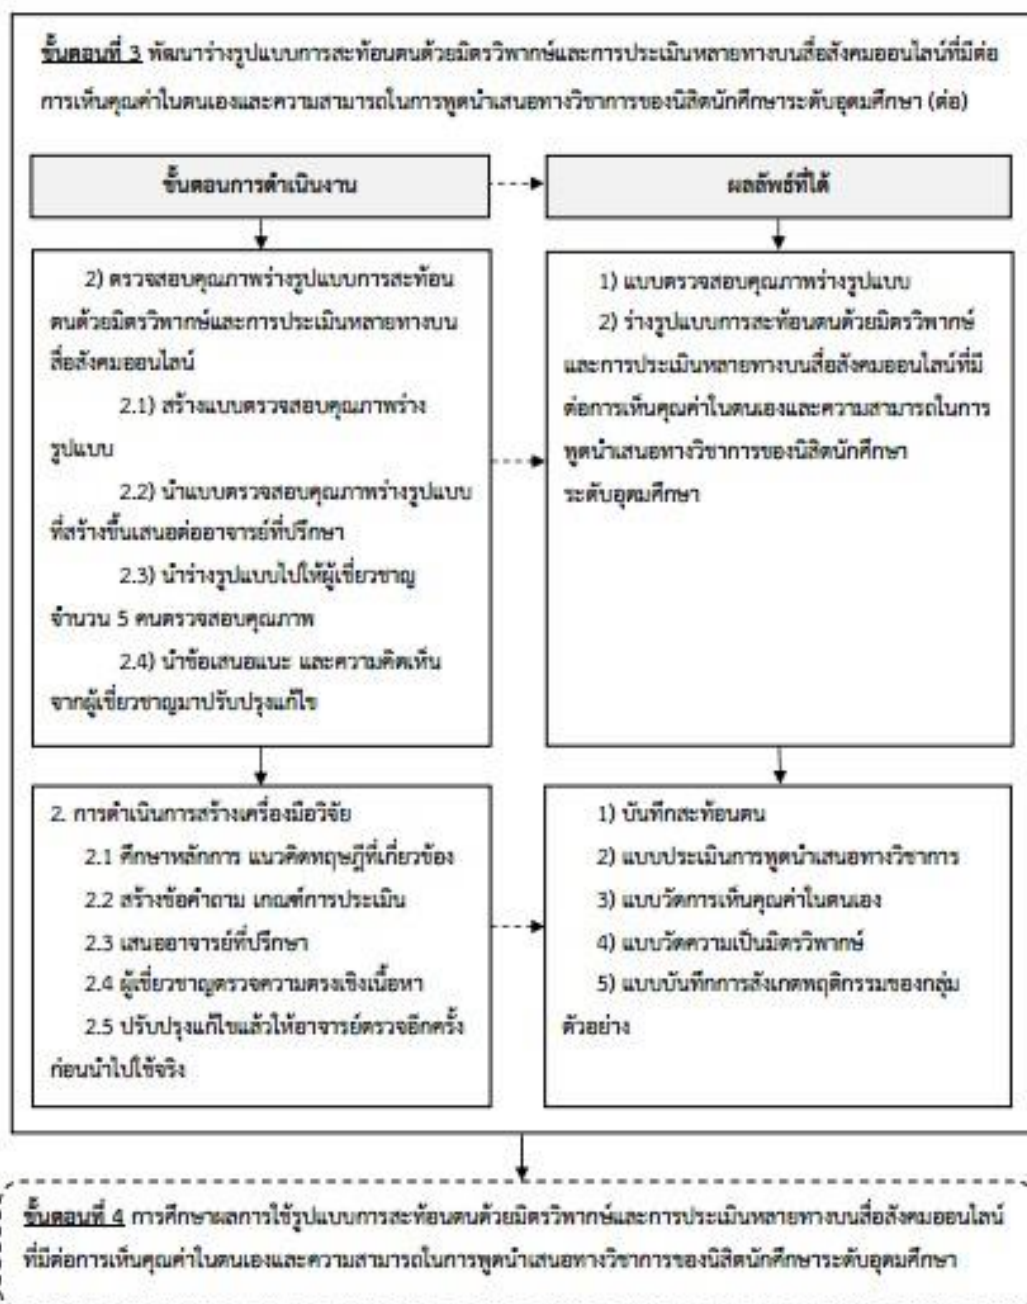 ขั้นตอนที่ 3 พัฒนาร่างรูปแบบการสะท้อนตนด้วยมิตรวิพากษ์และการประเมินหลายทางบนสื่อสังคมออนไลน์ที่มีต่อ
การเห็นคุณค่าในตนเองและความสามารถในการพูดนำเสนอทางวิชาการของนิสิตนักศึกษาระดับอุดมศึกษา (ต่อ)
ขั้นตอนการดำเนินงาน
ผลลัพธ์ที่ได้
2) ตรวจสอบคุณภาพร่างรูปแบบการสะท้อน
ตนด้วยมิตรวิพากษ์และการประเมินหลายทางบน
สื่อสังคมออนไลน์
2.1) สร้างแบบตรวจสอบคุณภาพร่าง
รูปแบบ
2.2) นำแบบตรวจสอบคุณภาพร่างรูปแบบ
ที่สร้างขึ้นเสนอต่ออาจารย์ที่ปรึกษา
2.3) นำร่างรูปแบบไปให้ผู้เชี่ยวชาญ
จำนวน 5 คนตรวจสอบคุณภาพ
2.4) นำข้อเสนอแนะ และความคิดเห็น
จากผู้เชี่ยวชาญมาปรับปรุงแก้ไข
1) แบบตรวจสอบคุณภาพร่างรูปแบบ
2) ร่างรูปแบบการสะท้อนตนด้วยมิตรวิพากษ์
และการประเมินหลายทางบนสื่อสังคมออนไลน์ที่มี
ต่อการเห็นคุณค่าในตนเองและความสามารถในการ
พูดนำเสนอทางวิชาการของนิสิตนักศึกษา
ระดับอุดมศึกษา
2. การดำเนินการสร้างเครื่องมือวิจัย
2.1 ศึกษาหลักการ แนวคิดทฤษฎีที่เกี่ยวข้อง
2.2 สร้างข้อคำถาม เกณฑ์การประเมิน
2.3 เสนออาจารย์ที่ปรึกษา
2.4 ผู้เชี่ยวชาญตรวจความตรงเชิงเนื้อหา
2.5 ปรับปรุงแก้ไขแล้วให้อาจารย์ตรวจอีกครั้ง
ก่อนนำไปใช้จริง
1) บันทึกสะท้อนตน
2) แบบประเมินการพูดนำเสนอทางวิชาการ
3) แบบวัดการเห็นคุณค่าในตนเอง
4) แบบวัดความเป็นมิตรวิพากษ์
5) แบบบันทึกการสังเกตพฤติกรรมของกลุ่ม
ตัวอย่าง
ขั้นตอนที่ 4 การศึกษาผลการใช้รูปแบบการสะท้อนตนด้วยมิตรวิพากษ์และการประเมินหลายทางบนสื่อสังคมออนไลน์
ที่มีต่อการเห็นคุณค่าในตนเองและความสามารถในการพูดนำเสนอทางวิชาการของนิสิตนักศึกษาระดับอุดมศึกษา